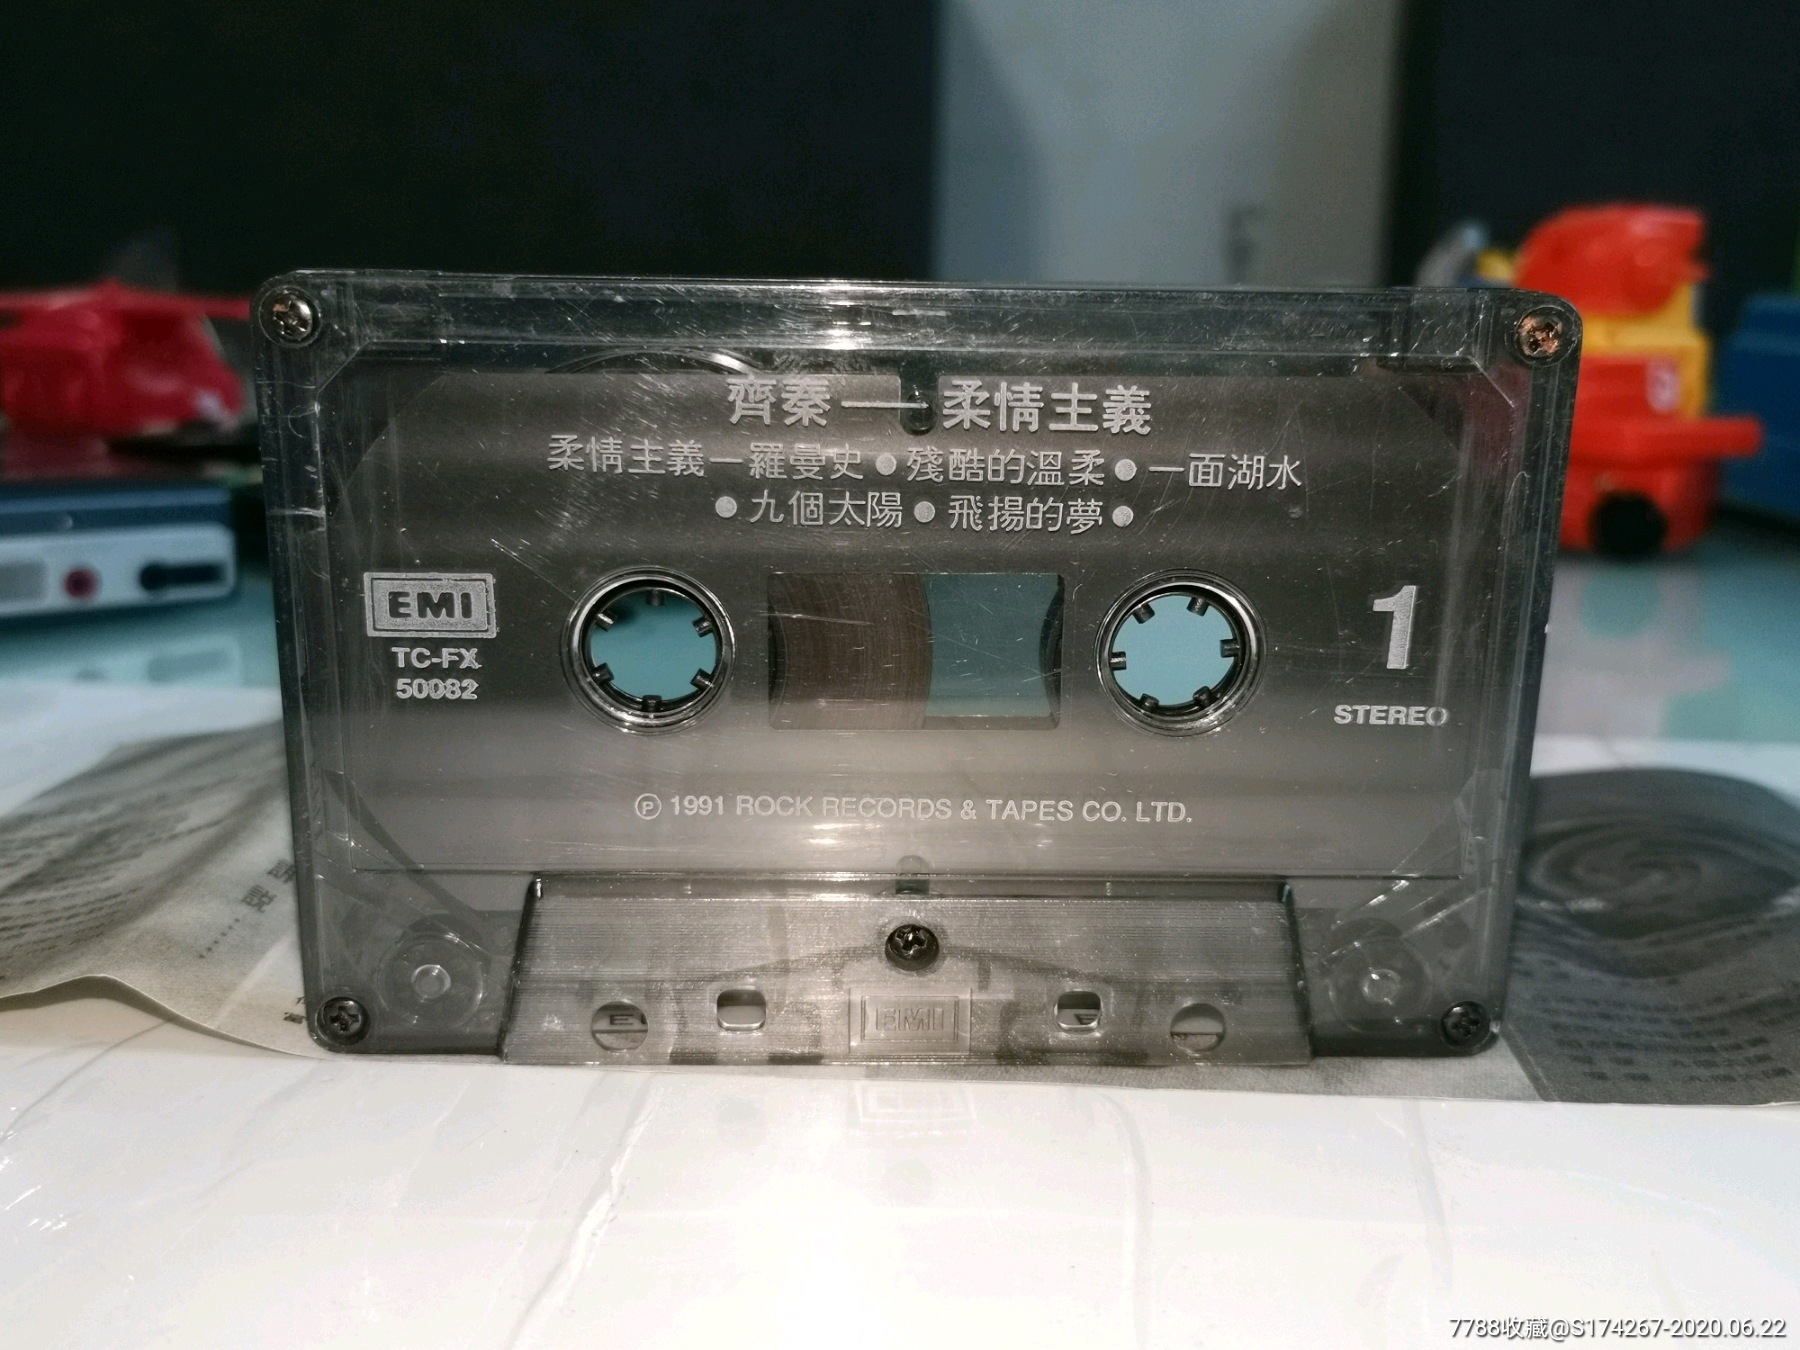 齊秦——柔情主義
柔情主義—羅曼史●殘酷的溫柔●一面湖水
●九個太陽●飛揚的夢●
EMI
TC-FX
50082
1
STEREO
Ⓟ 1991 ROCK RECORDS & TAPES CO. LTD.
EMI
7788收藏@S174267-2020.06.22